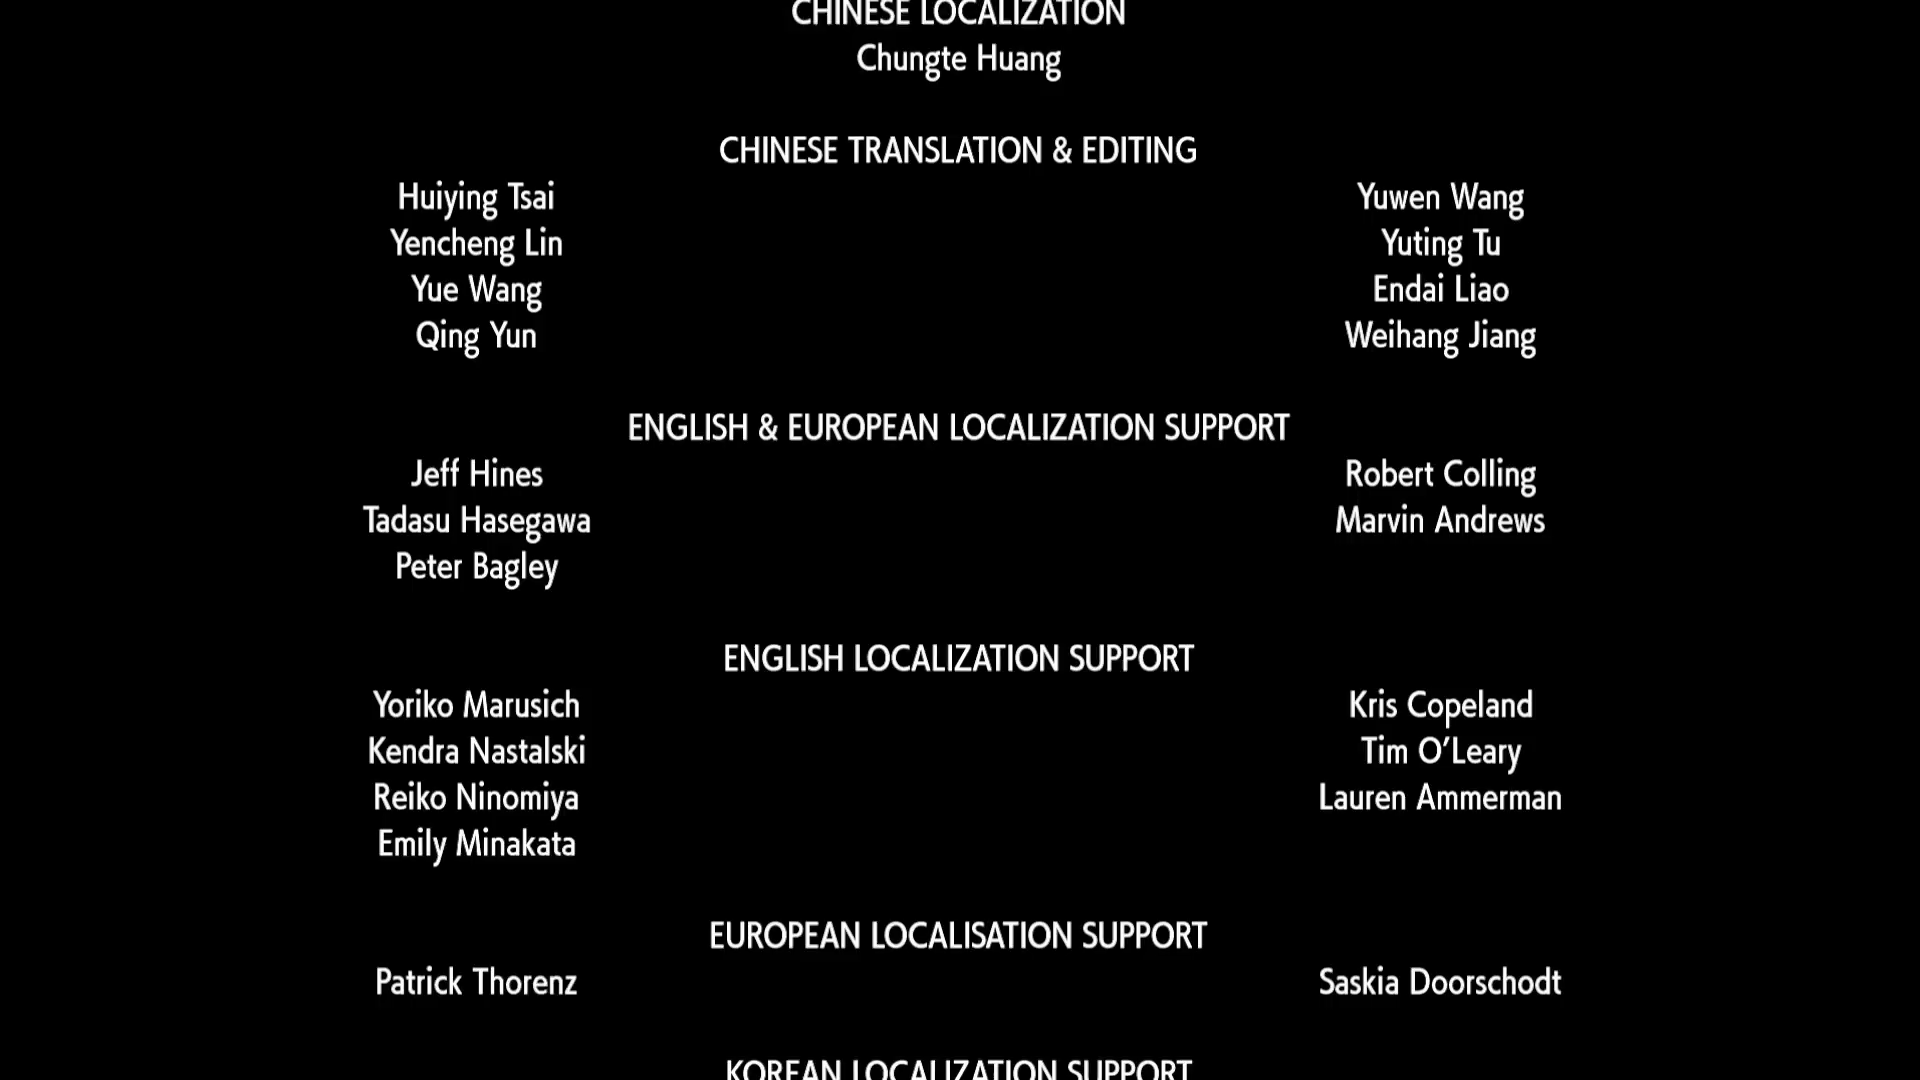 CHINESE LOCALIZATION
Chungte Huang
CHINESE TRANSLATION & EDITING
Huiying Tsai Yuwen Wang
Yencheng Lin Yuting Tu
Yue Wang Endai Liao
Qing Yun Weihang Jiang
ENGLISH & EUROPEAN LOCALIZATION SUPPORT
Jeff Hines Robert Colling
Tadasu Hasegawa Marvin Andrews
Peter Bagley
ENGLISH LOCALIZATION SUPPORT
Yoriko Marusich Kris Copeland
Kendra Nastalski Tim O’Leary
Reiko Ninomiya Lauren Ammerman
Emily Minakata
EUROPEAN LOCALISATION SUPPORT
Patrick Thorenz Saskia Doorschodt
KOREAN LOCALIZATION SUPPORT